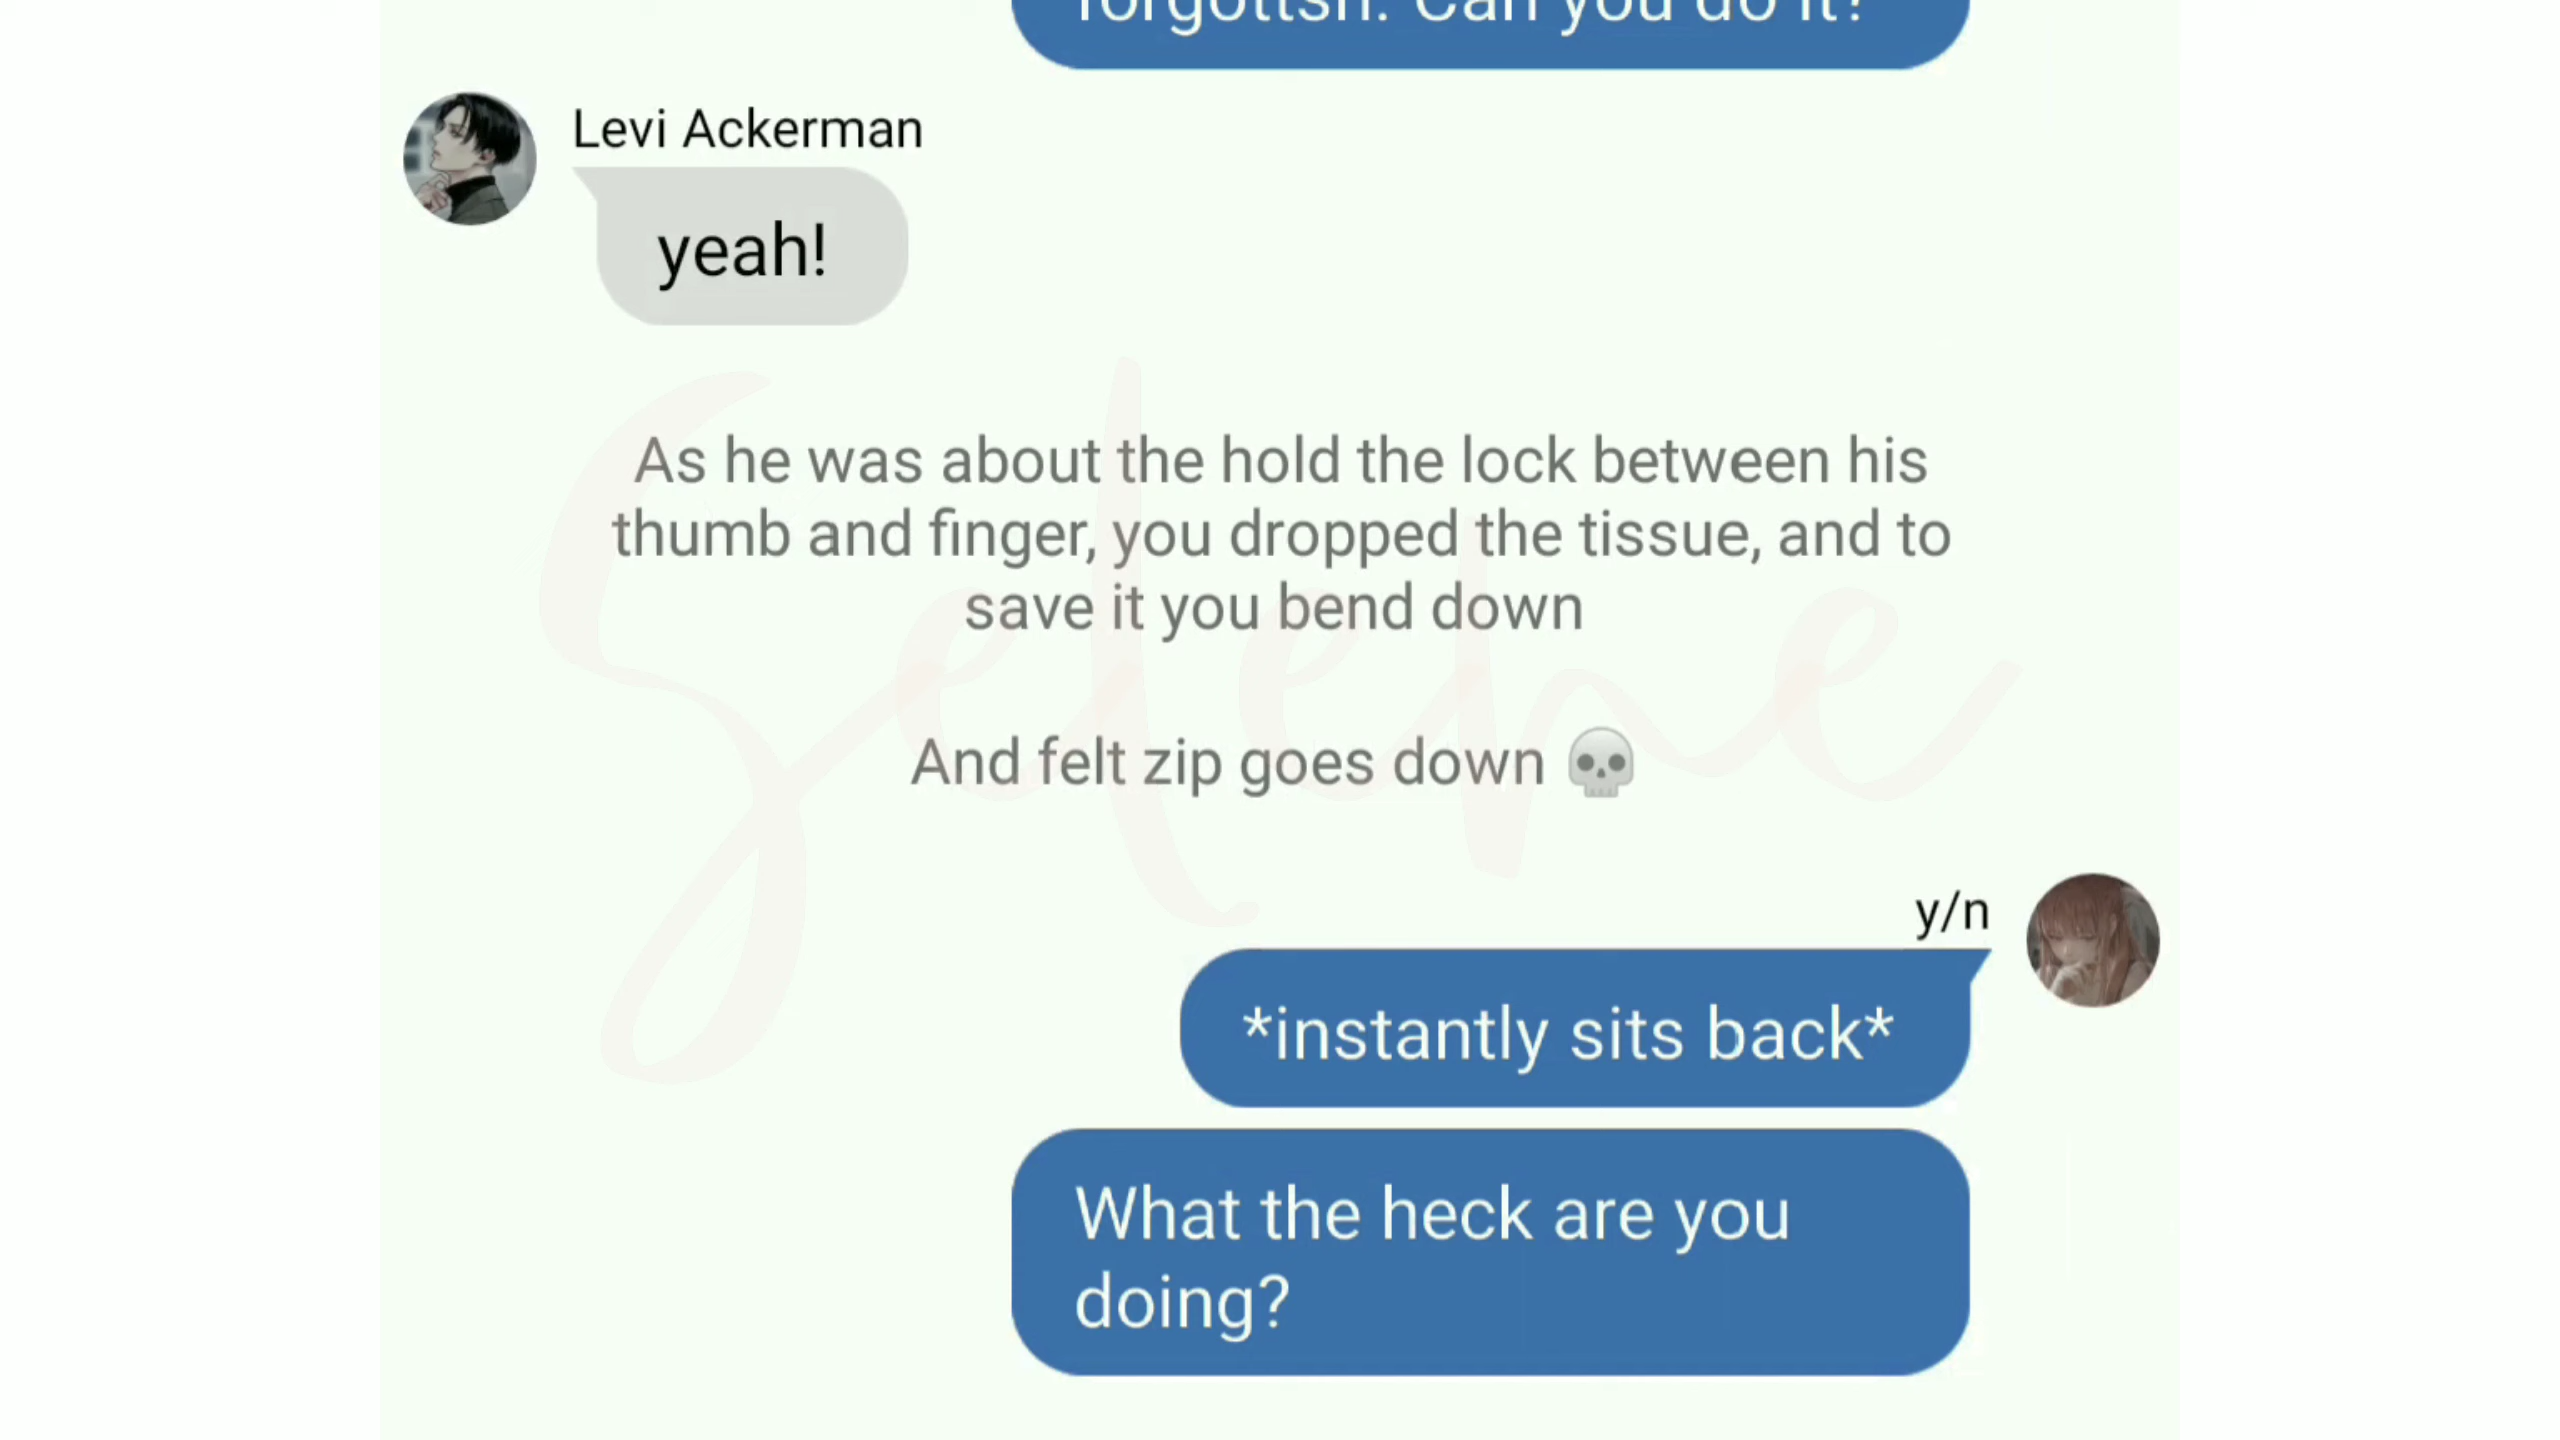 forgottsn. Can you do it?
Levi Ackerman
yeah!
As he was about the hold the lock between his
thumb and finger, you dropped the tissue, and to
save it you bend down
And felt zip goes down 💀
y/n
*instantly sits back*
What the heck are you
doing?
Selene